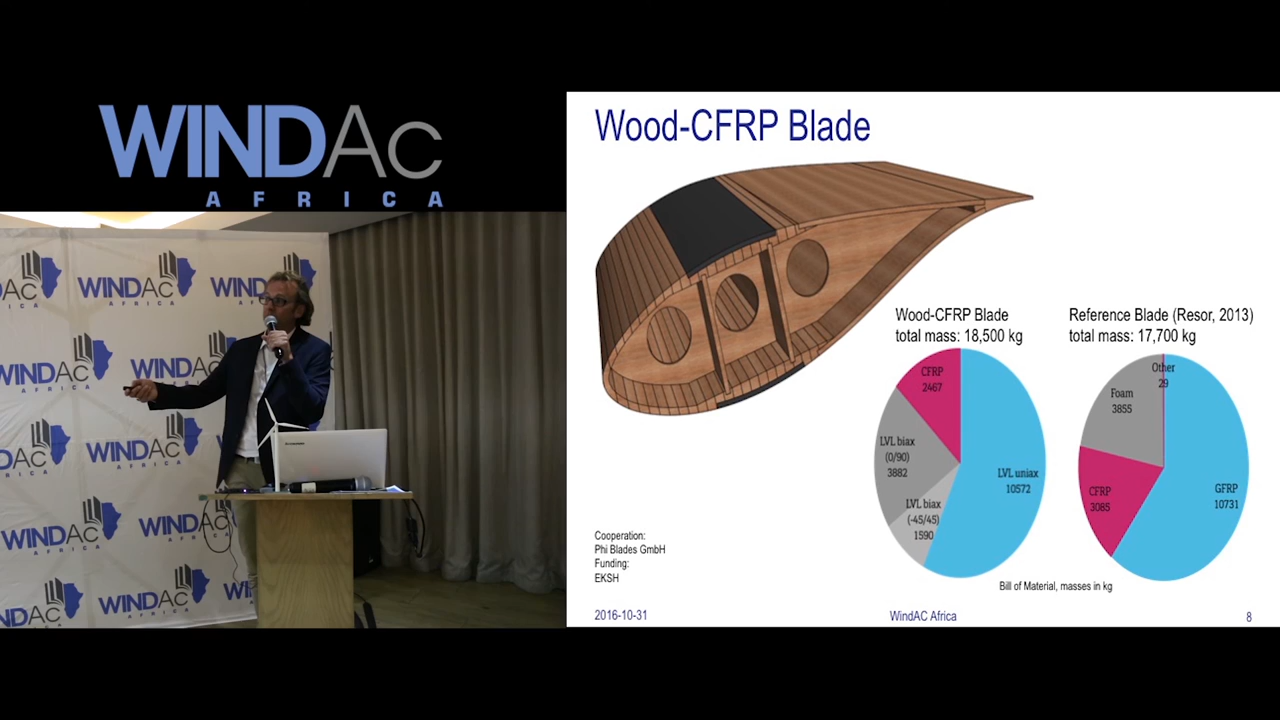 WINDAC
AFRICA
Wood-CFRP Blade
Wood-CFRP Blade
total mass: 18,500 kg
Reference Blade (Resor, 2013)
total mass: 17,700 kg
CFRP
2467
LVL biax
(0/90)
3882
LVL biax
(-45/45)
1590
LVL uniax
10572
Other
29
Foam
3855
CFRP
3085
GFRP
10731
Bill of Material, masses in kg
Cooperation:
Phi Blades GmbH
Funding:
EKSH
2016-10-31
WindAC Africa
8
WINDAC
AFRICA
lenovo